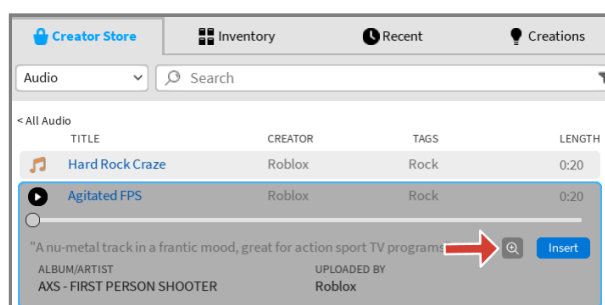 Creator Store Inventory Recent Creations
Audio Search
< All Audio
TITLE CREATOR TAGS LENGTH
Hard Rock Craze Roblox Rock 0:20
Agitated FPS Roblox Rock 0:20
"A nu-metal track in a frantic mood, great for action sport TV programs Insert
ALBUM/ARTIST UPLOADED BY
AXS - FIRST PERSON SHOOTER Roblox